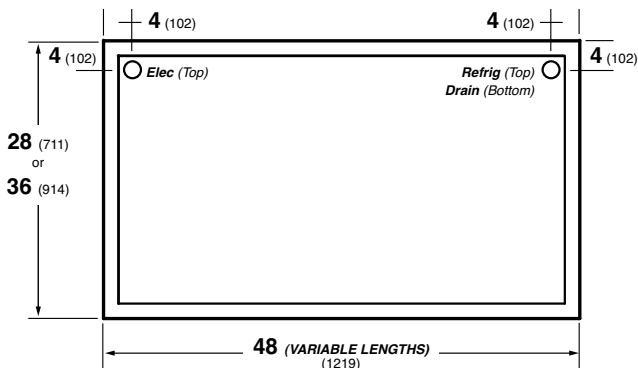 4 (102)
4 (102)
4 (102)
4 (102)
Elec (Top)
Refrig (Top)
Drain (Bottom)
28 (711)
or
36 (914)
48 (VARIABLE LENGTHS)
(1219)